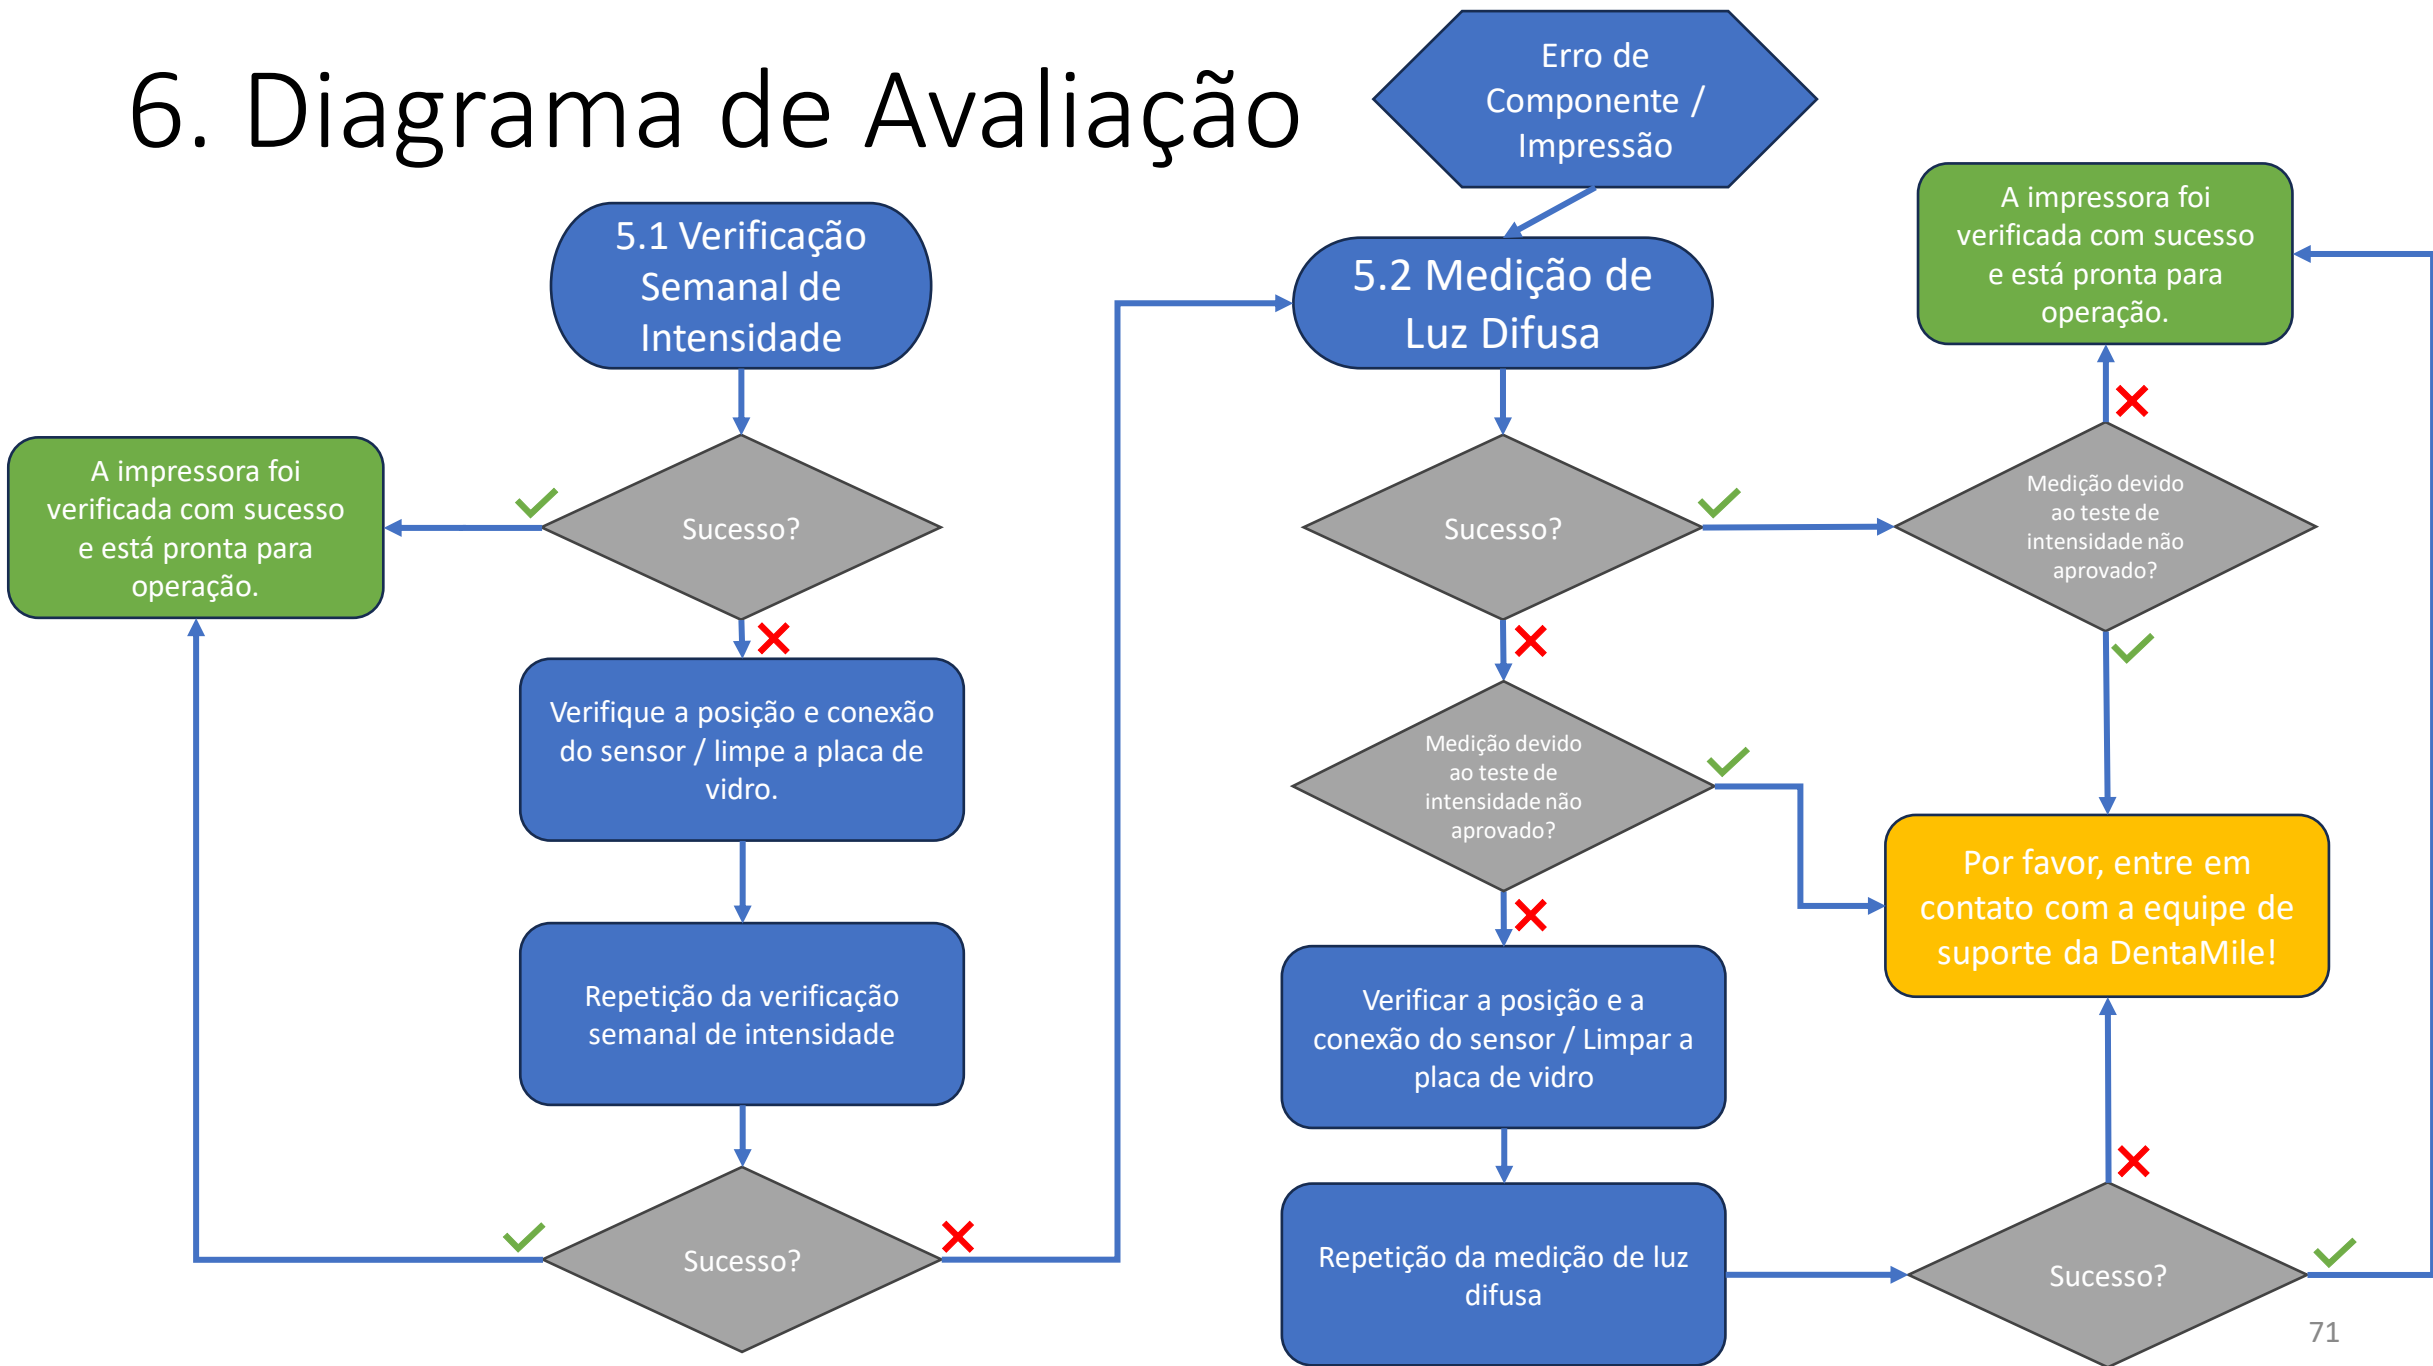 6. Diagrama de Avaliação
Erro de
Componente /
Impressão
5.1 Verificação
Semanal de
Intensidade
5.2 Medição de
Luz Difusa
A impressora foi
verificada com sucesso
e está pronta para
operação.
A impressora foi
verificada com sucesso
e está pronta para
operação.
Sucesso?
Sucesso?
Medição devido
ao teste de
intensidade não
aprovado?
Verifique a posição e conexão
do sensor / limpe a placa de
vidro.
Medição devido
ao teste de
intensidade não
aprovado?
Por favor, entre em
contato com a equipe de
suporte da DentaMile!
Repetição da verificação
semanal de intensidade
Verificar a posição e a
conexão do sensor / Limpar a
placa de vidro
Sucesso?
Repetição da medição de luz
difusa
Sucesso?
71